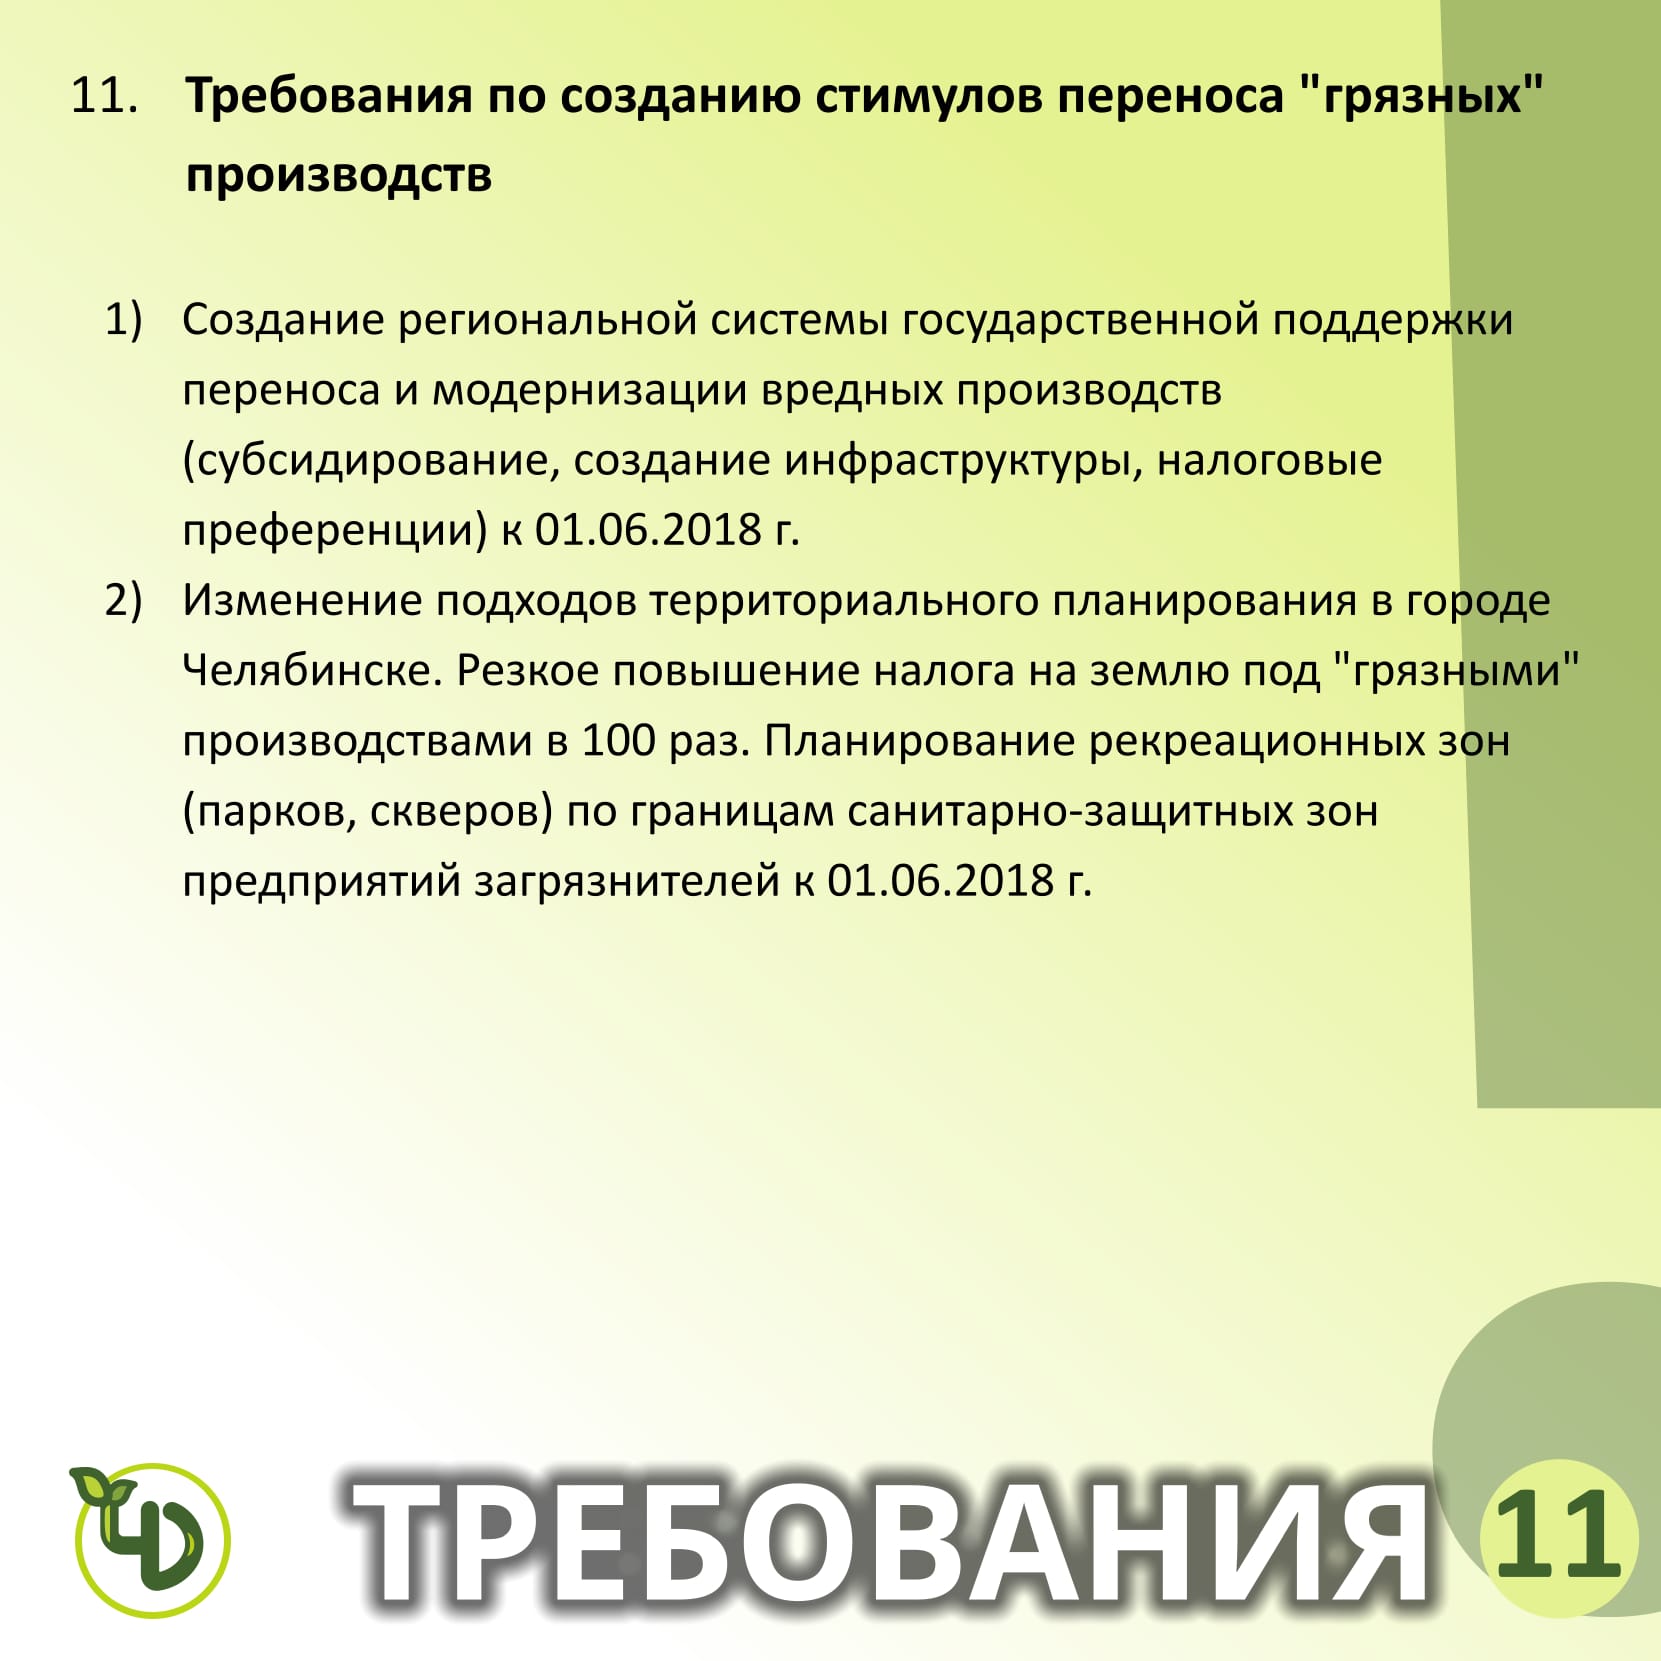 11. Требования по созданию стимулов переноса "грязных"
производств
1) Создание региональной системы государственной поддержки
переноса и модернизации вредных производств
(субсидирование, создание инфраструктуры, налоговые
преференции) к 01.06.2018 г.
2) Изменение подходов территориального планирования в городе
Челябинске. Резкое повышение налога на землю под "грязными"
производствами в 100 раз. Планирование рекреационных зон
(парков, скверов) по границам санитарно-защитных зон
предприятий загрязнителей к 01.06.2018 г.
ЧД
ТРЕБОВАНИЯ 11